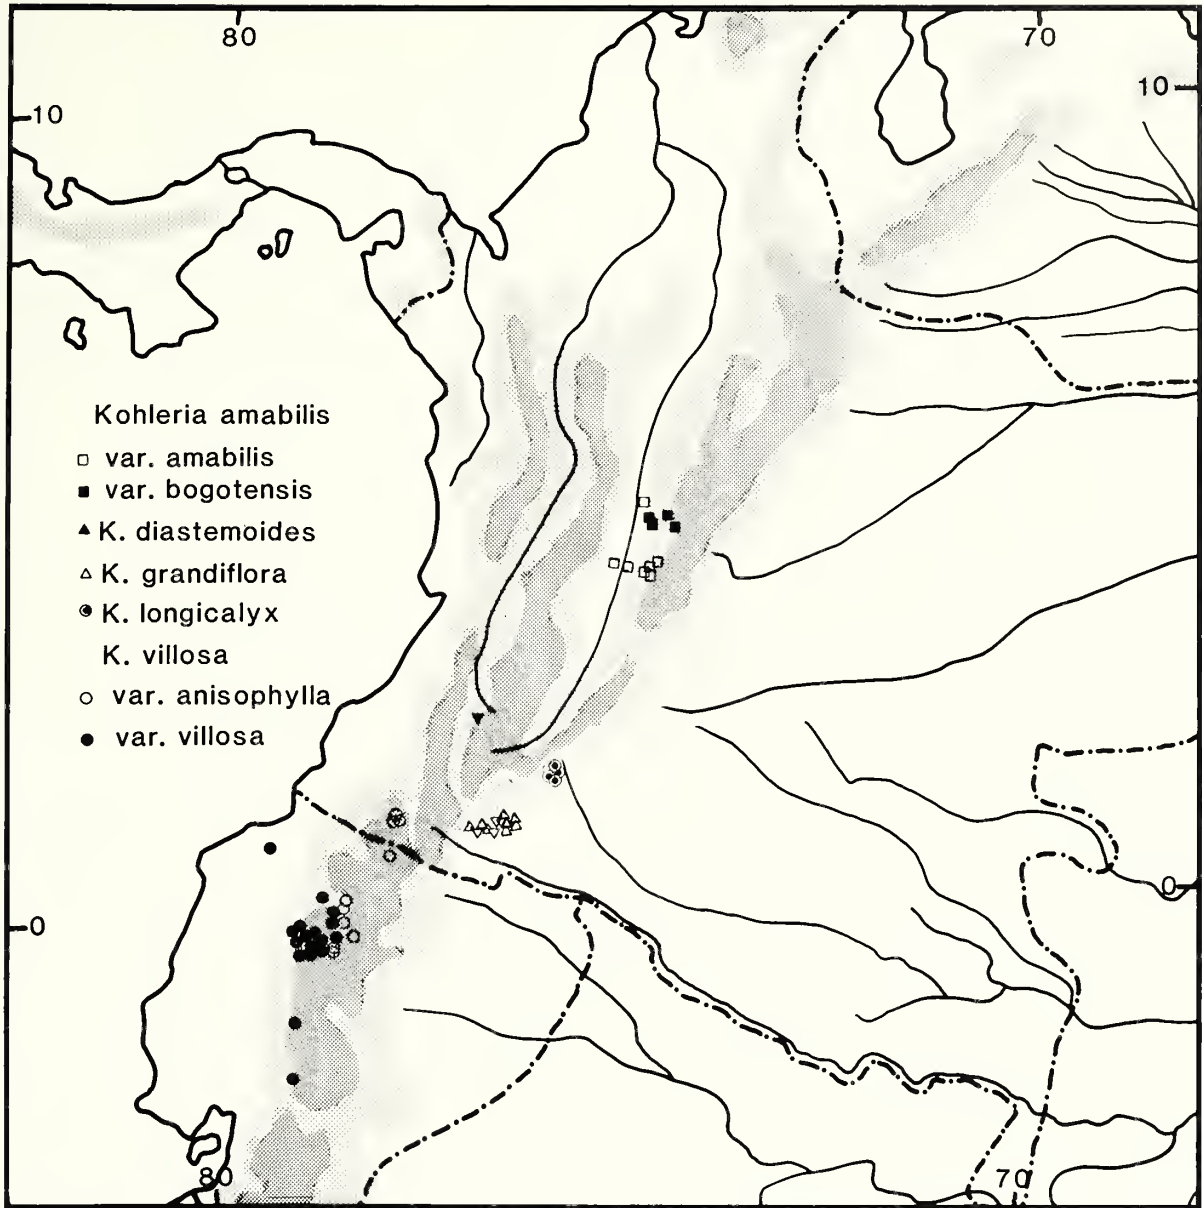 80 70
10
10
Kohleria amabilis
var. amabilis
var. bogotensis
K. diastemoides
K. grandiflora
K. longicalyx
K. villosa
var. anisophylla
var. villosa
0
0
80 70